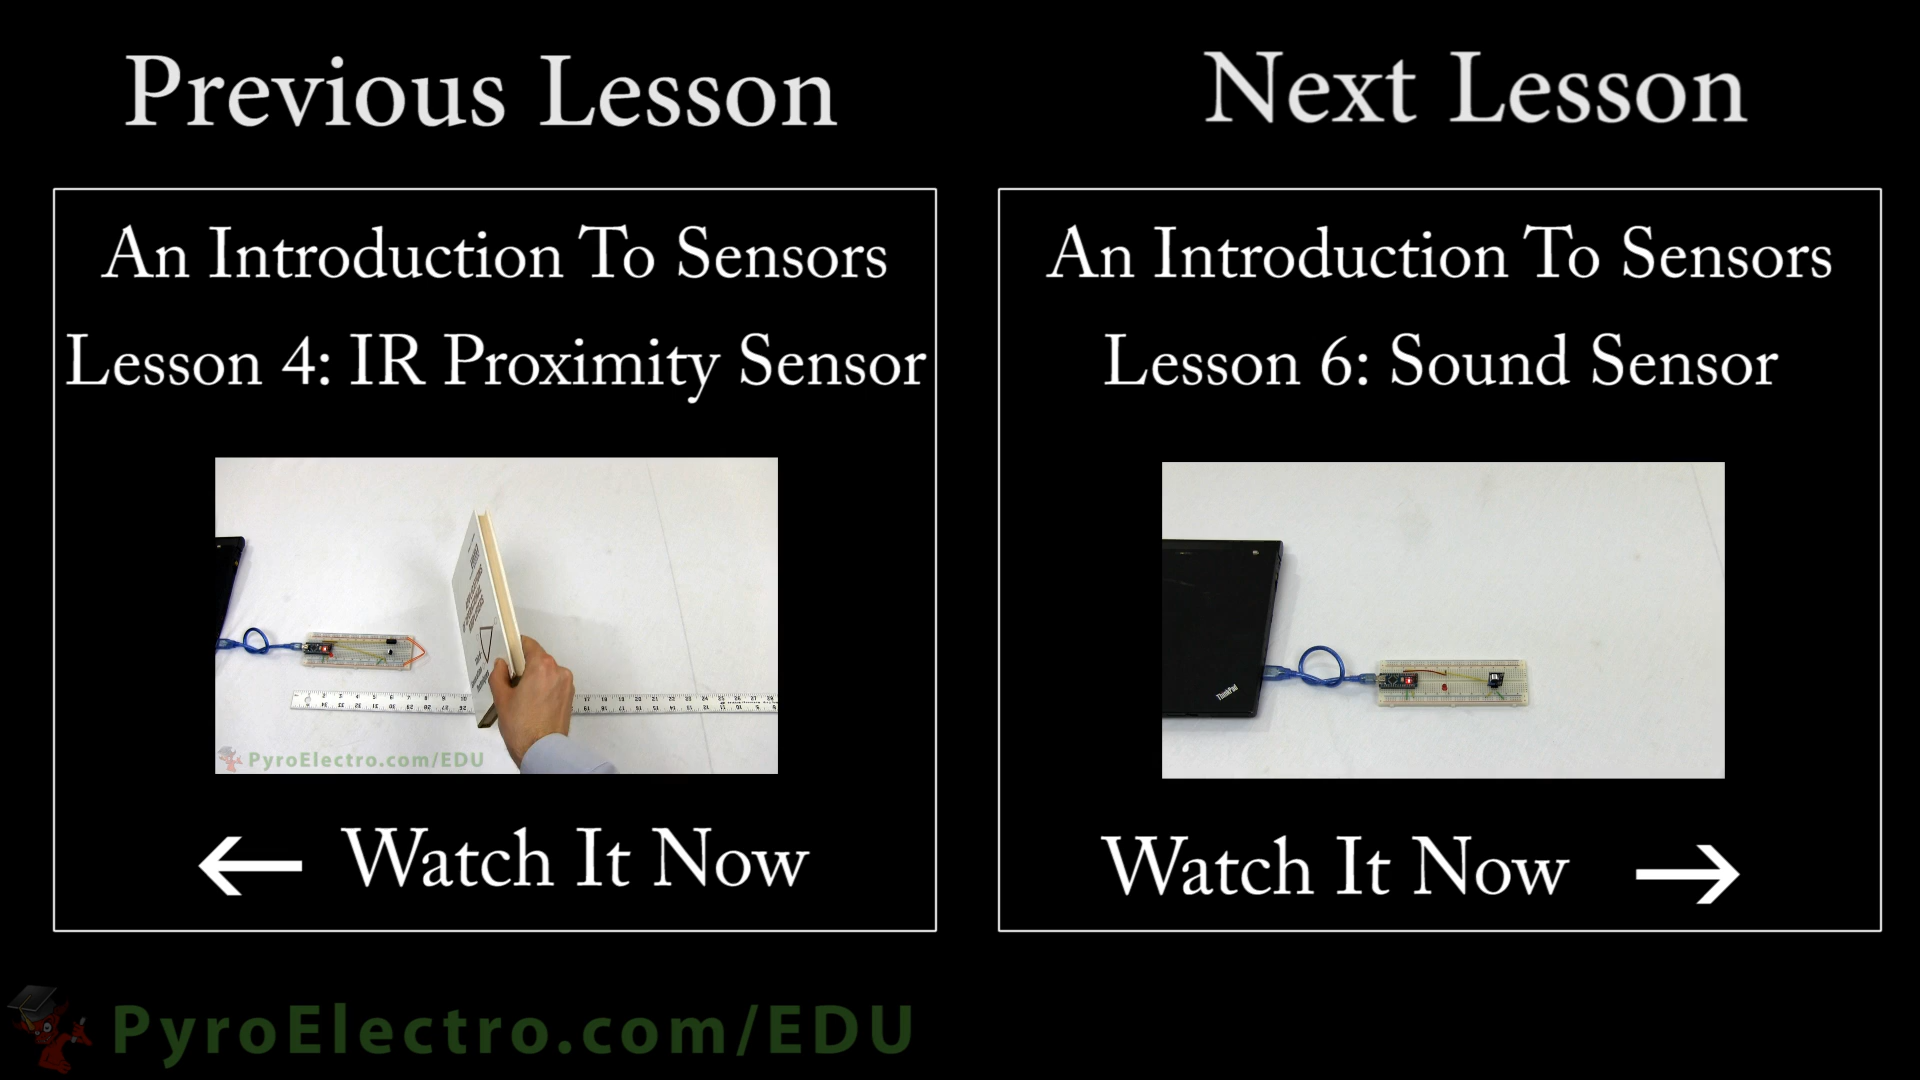 Previous Lesson
An Introduction To Sensors
Lesson 4: IR Proximity Sensor
PyroElectro.com/EDU
← Watch It Now
Next Lesson
An Introduction To Sensors
Lesson 6: Sound Sensor
ThinkPad
Watch It Now →
PyroElectro.com/EDU